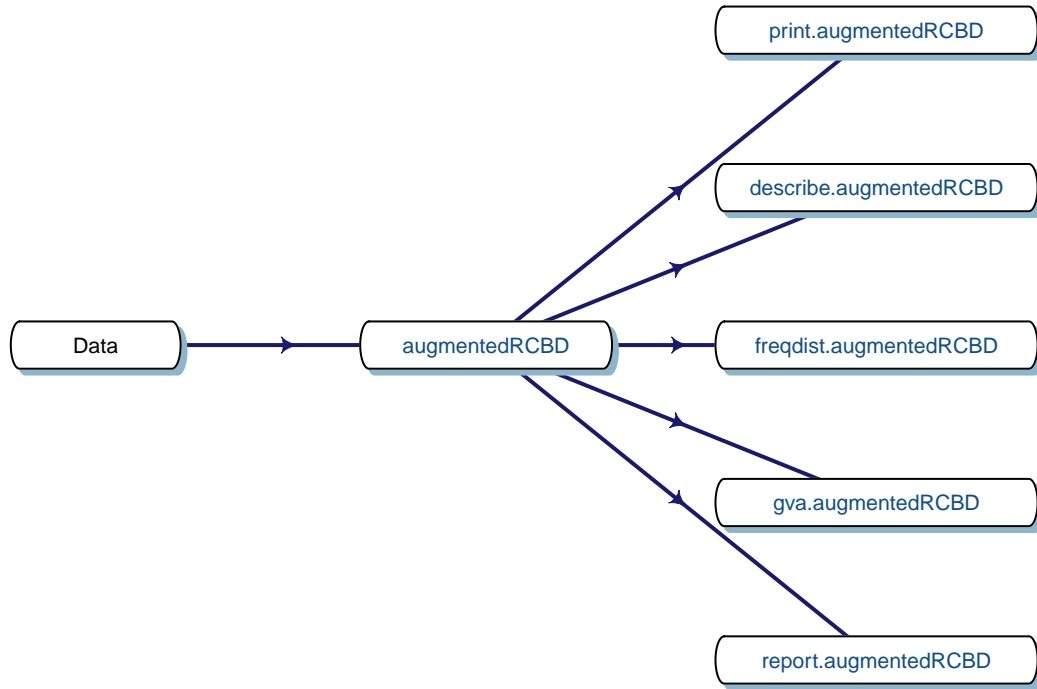 print.augmentedRCBD
describe.augmentedRCBD
Data
augmentedRCBD
freqdist.augmentedRCBD
gva.augmentedRCBD
report.augmentedRCBD